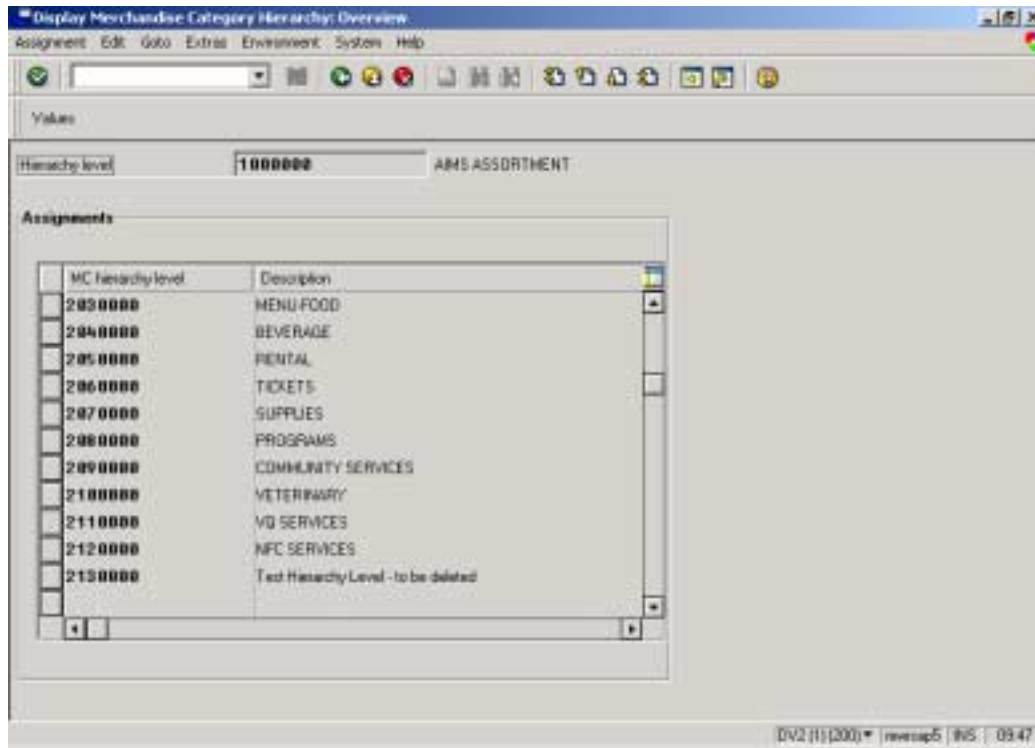 Display Merchandise Category Hierarchy: Overview
Assignment Edit Goto Extras Environment System Help
Values
Hierarchy level 1000000 AIMS ASSORTMENT
Assignments
MC hierarchy level Description
2030000 MENU-FOOD
2040000 BEVERAGE
2050000 RENTAL
2060000 TICKETS
2070000 SUPPLIES
2080000 PROGRAMS
2090000 COMMUNITY SERVICES
2100000 VETERINARY
2110000 VQ SERVICES
2120000 NFC SERVICES
2130000 Test Hierarchy Level - to be deleted
DV2 (1) (200) INS 09:47